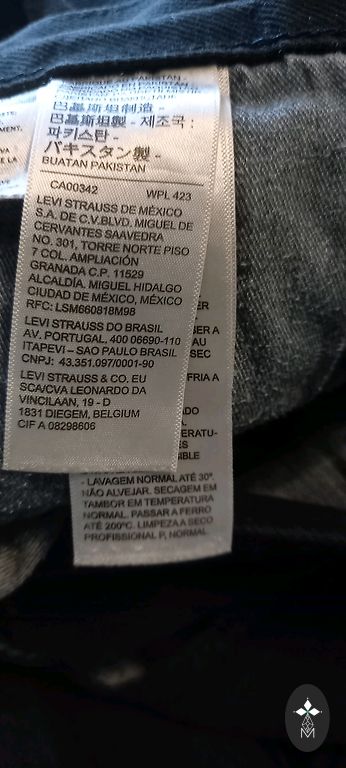 巴基斯坦制造 -
巴基斯坦製 - 제조국 :
파키스탄 -
パキスタン製 -
BUATAN PAKISTAN
CA00342 WPL 423
LEVI STRAUSS DE MÉXICO
S.A. DE C.V.BLVD. MIGUEL DE
CERVANTES SAAVEDRA
NO. 301, TORRE NORTE PISO
7 COL. AMPLIACIÓN
GRANADA C.P. 11529
ALCALDÍA. MIGUEL HIDALGO
CIUDAD DE MÉXICO, MÉXICO
RFC: LSM660818M98
LEVI STRAUSS DO BRASIL
AV. PORTUGAL, 400 06690-110
ITAPEVI – SAO PAULO BRASIL
CNPJ: 43.351.097/0001-90
LEVI STRAUSS & CO. EU
SCA/CVA LEONARDO DA
VINCILAAN, 19 - D
1831 DIEGEM, BELGIUM
CIF A 08298606
- LAVAGEM NORMAL ATÉ 30°.
NÃO ALVEJAR. SECAGEM EM
TAMBOR EM TEMPERATURA
NORMAL. PASSAR A FERRO
ATÉ 200°C. LIMPEZA A SECO
PROFISSIONAL P, NORMAL
M